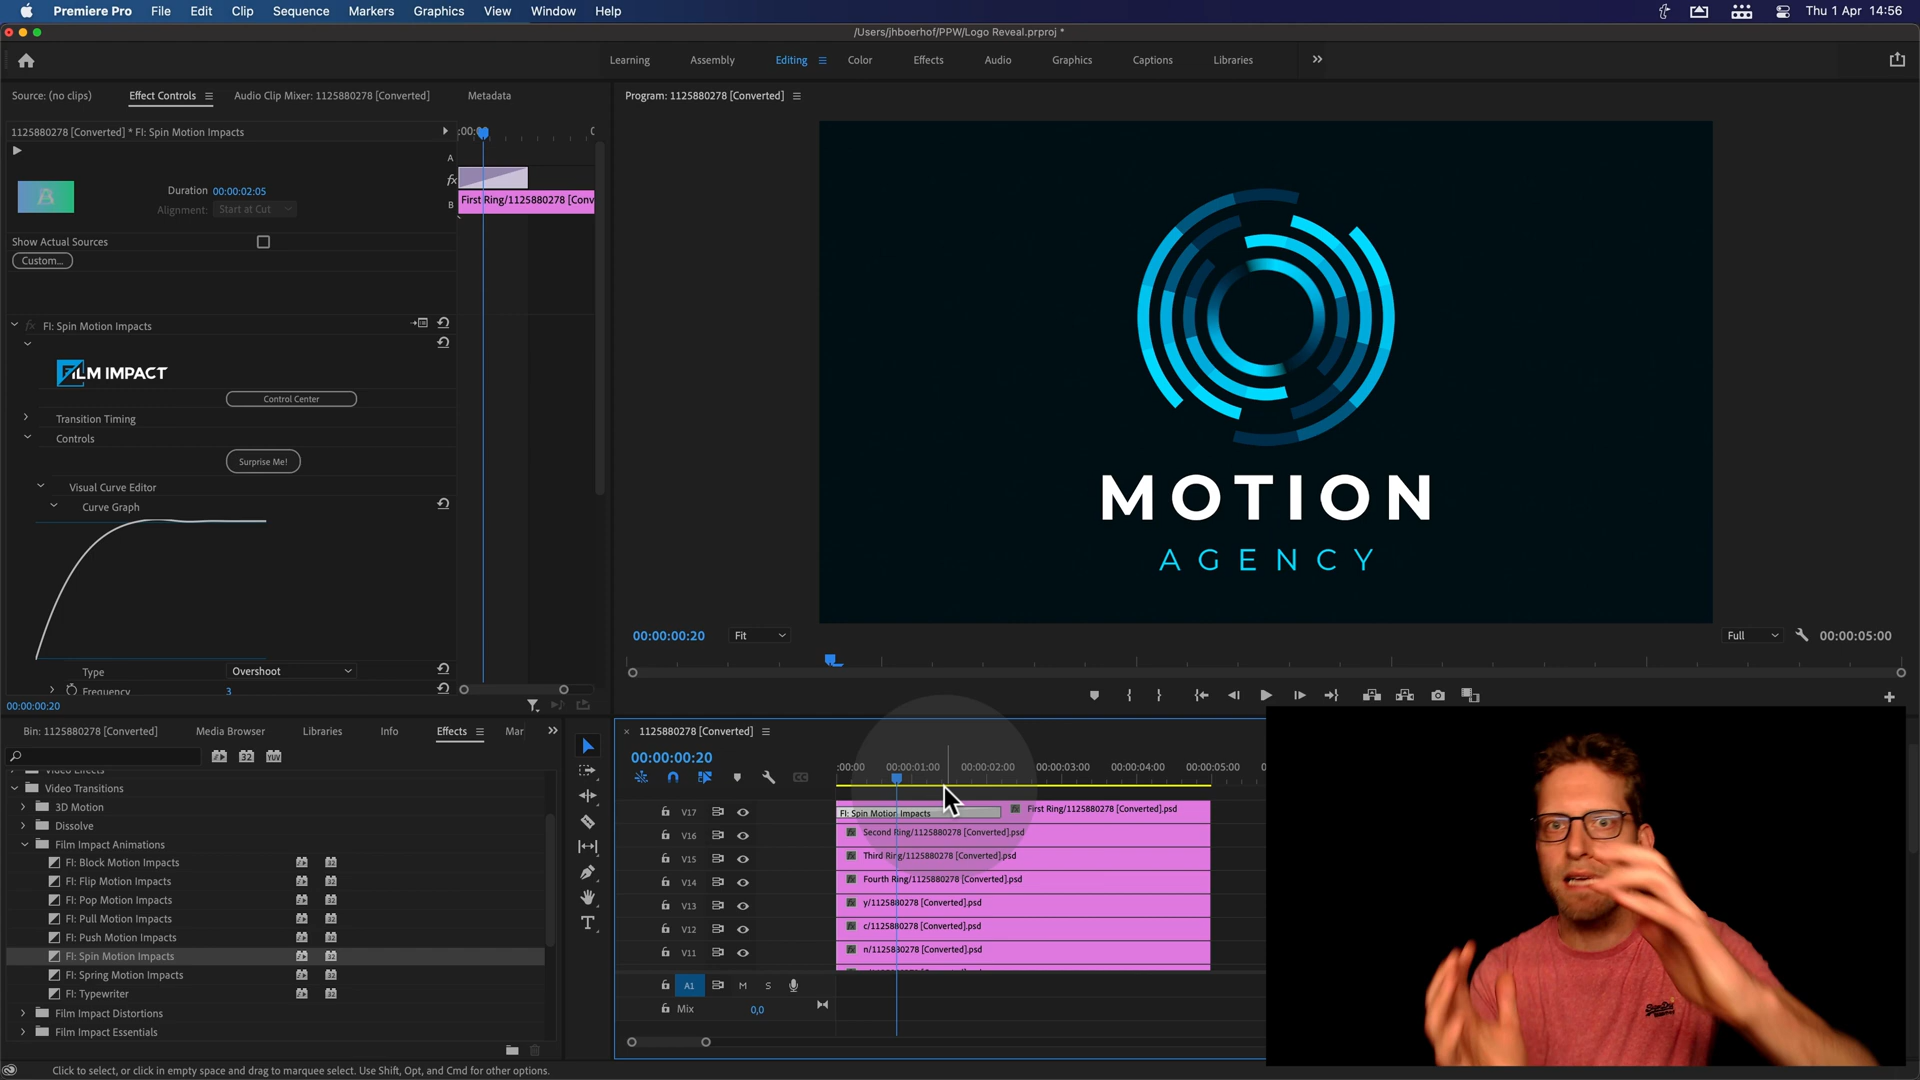 Premiere Pro File Edit Clip Sequence Markers Graphics View Window Help
Thu 1 Apr 14:56
/Users/jhboerhof/PPW/Logo Reveal.prproj *
Learning Assembly Editing Color Effects Audio Graphics Captions Libraries
Source: (no clips) Effect Controls Audio Clip Mixer: 1125880278 [Converted] Metadata
Program: 1125880278 [Converted]
1125880278 [Converted] * FI: Spin Motion Impacts
:00:00
A
fx
B
First Ring/1125880278 [Conv
Duration 00:00:02:05
Alignment: Start at Cut
Show Actual Sources
Custom...
FI: Spin Motion Impacts
FILM IMPACT
Control Center
Transition Timing
Controls
Surprise Me!
Visual Curve Editor
Curve Graph
Type Overshoot
Frequency 3
00:00:00:20
MOTION
AGENCY
00:00:00:20 Fit Full 00:00:05:00
Bin: 1125880278 [Converted] Media Browser Libraries Info Effects Mar
32 YUV
Video Effects
Video Transitions
3D Motion
Dissolve
Film Impact Animations
FI: Block Motion Impacts
FI: Flip Motion Impacts
FI: Pop Motion Impacts
FI: Pull Motion Impacts
FI: Push Motion Impacts
FI: Spin Motion Impacts
FI: Spring Motion Impacts
FI: Typewriter
Film Impact Distortions
Film Impact Essentials
1125880278 [Converted]
00:00:00:20
:00:00 00:00:01:00 00:00:02:00 00:00:03:00 00:00:04:00 00:00:05:00
V17 FI: Spin Motion Impacts First Ring/1125880278 [Converted].psd
V16 Second Ring/1125880278 [Converted].psd
V15 Third Ring/1125880278 [Converted].psd
V14 Fourth Ring/1125880278 [Converted].psd
V13 y/1125880278 [Converted].psd
V12 c/1125880278 [Converted].psd
V11 n/1125880278 [Converted].psd
A1 M S
Mix 0,0
Click to select, or click in empty space and drag to marquee select. Use Shift, Opt, and Cmd for other options.